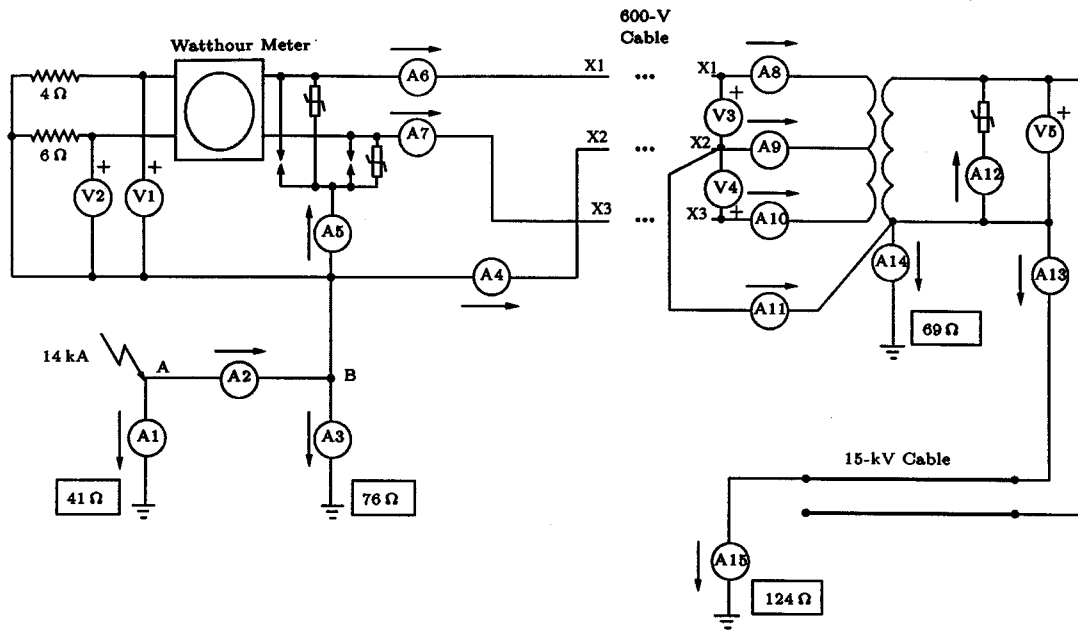 600-V
Cable
Watthour Meter
4 Ω
6 Ω
A6
A7
X1
...
X1
A8
V3
+
X2
...
X2
A9
V4
+
X3
...
X3
A10
V5
+
A12
V2
+
V1
+
A5
A4
A11
A14
A13
69 Ω
14 kA
A
A2
B
A1
A3
41 Ω
76 Ω
15-kV Cable
A15
124 Ω